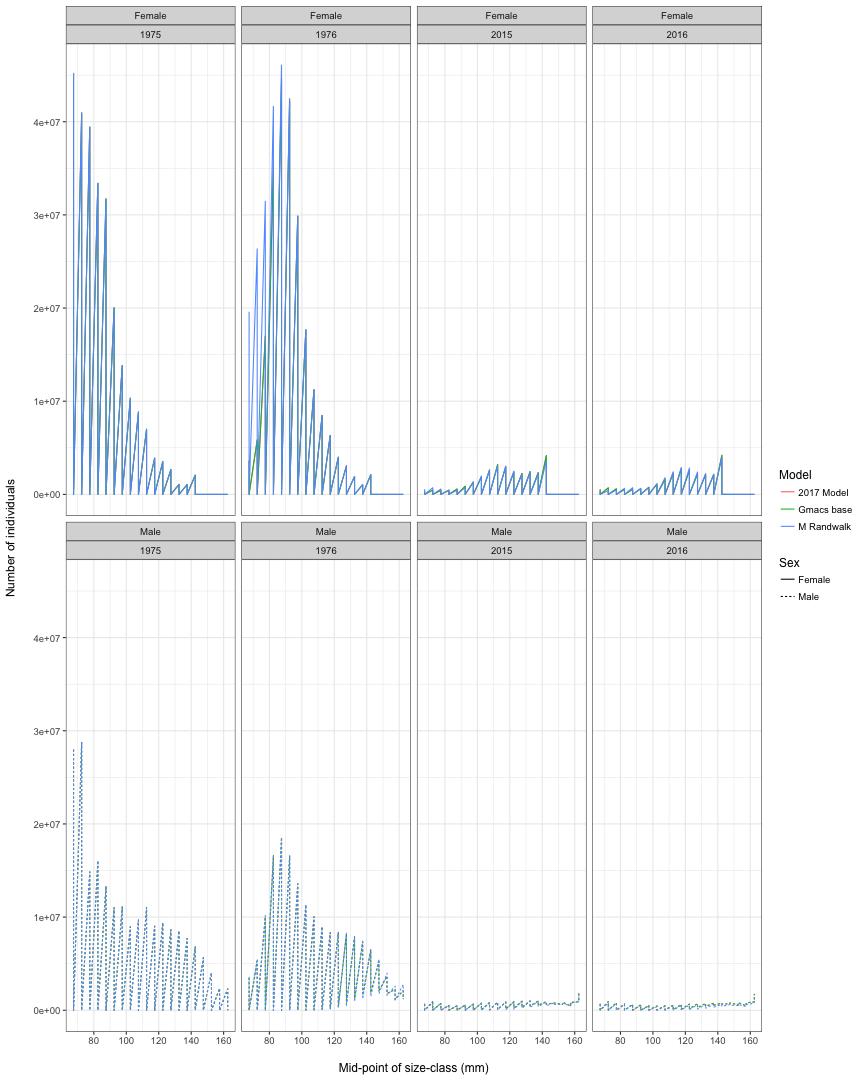 Female Female Female Female
1975 1976 2015 2016
4e+07
3e+07
2e+07
1e+07
0e+00
Number of inidividuals
Male Male Male Male
1975 1976 2015 2016
4e+07
3e+07
2e+07
1e+07
0e+00
80 100 120 140 160 80 100 120 140 160 80 100 120 140 160 80 100 120 140 160
Mid-point of size-class (mm)
Model
2017 Model
Gmacs base
M Randwalk
Sex
Female
Male